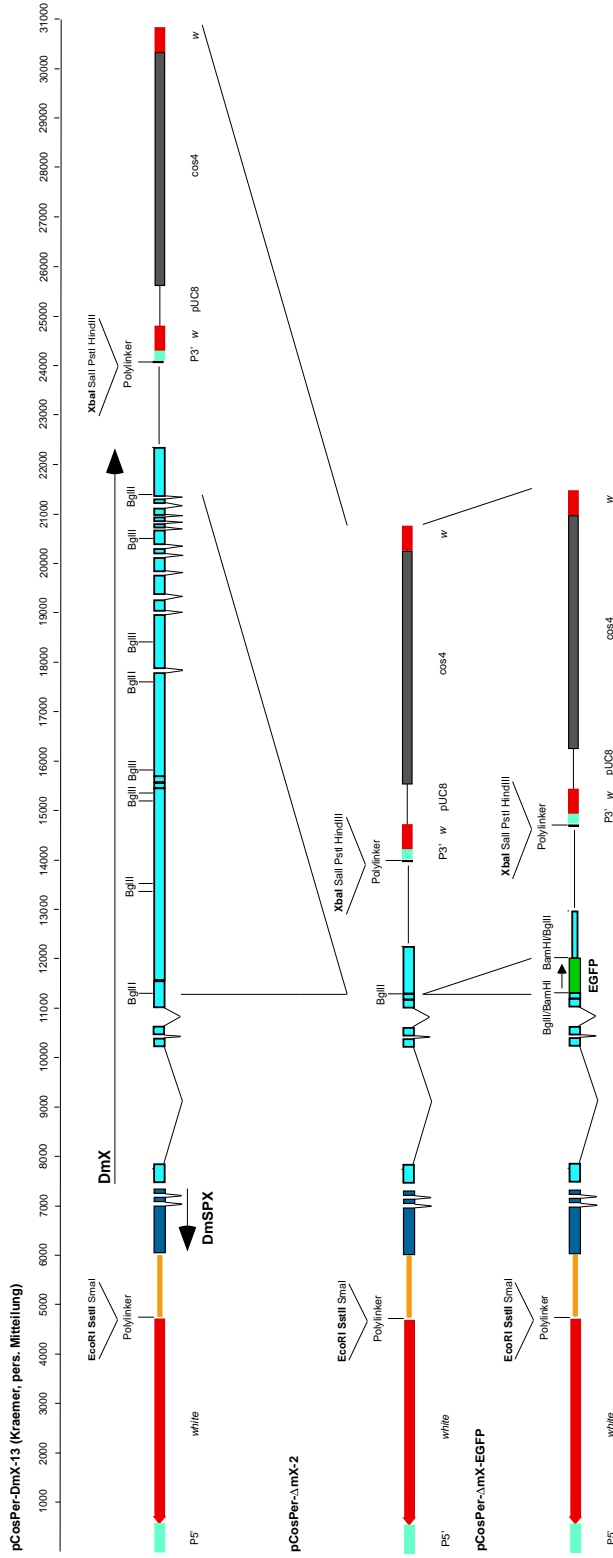 pCosPer-DmX-13 (Kraemer, pers. Mitteilung)
1000 2000 3000 4000 5000 6000 7000 8000 9000 10000 11000 12000 13000 14000 15000 16000 17000 18000 19000 20000 21000 22000 23000 24000 25000 26000 27000 28000 29000 30000 31000
DmX
EcoRI SstII SmaI
Polylinker
BglII BglII BglII BglII BglII BglII BglII BglII
XbaI SalI PstI HindIII
Polylinker
P5' white
DmSPX
P3' w pUC8 cos4 w
pCosPer-ΔmX-2
EcoRI SstII SmaI
Polylinker
BglII
XbaI SalI PstI HindIII
Polylinker
P5' white
P3' w pUC8 cos4 w
pCosPer-ΔmX-EGFP
EcoRI SstII SmaI
Polylinker
BglII/BamHI BamHI/BglII
EGFP
XbaI SalI PstI HindIII
Polylinker
P5' white
P3' w pUC8 cos4 w